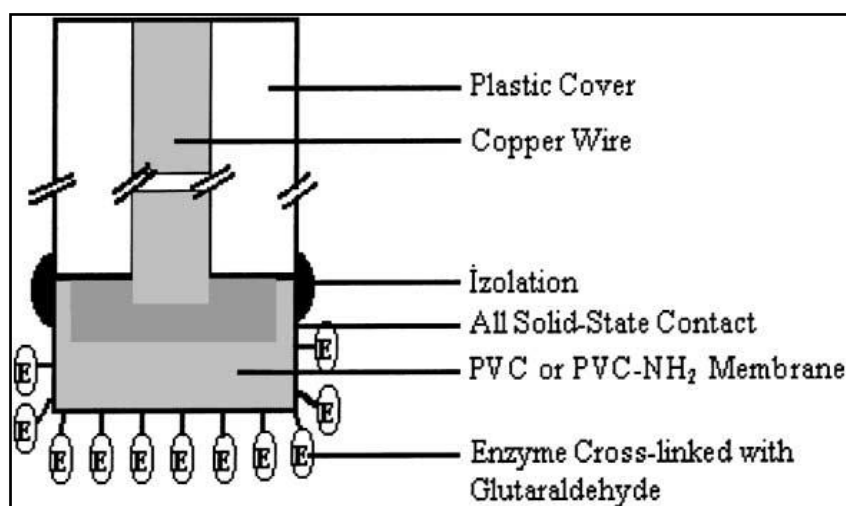 Plastic Cover
Copper Wire
İzolation
All Solid-State Contact
PVC or PVC-NH₂ Membrane
E
E
E
E
E
E
E
E
E
E
E
Enzyme Cross-linked with
Glutaraldehyde